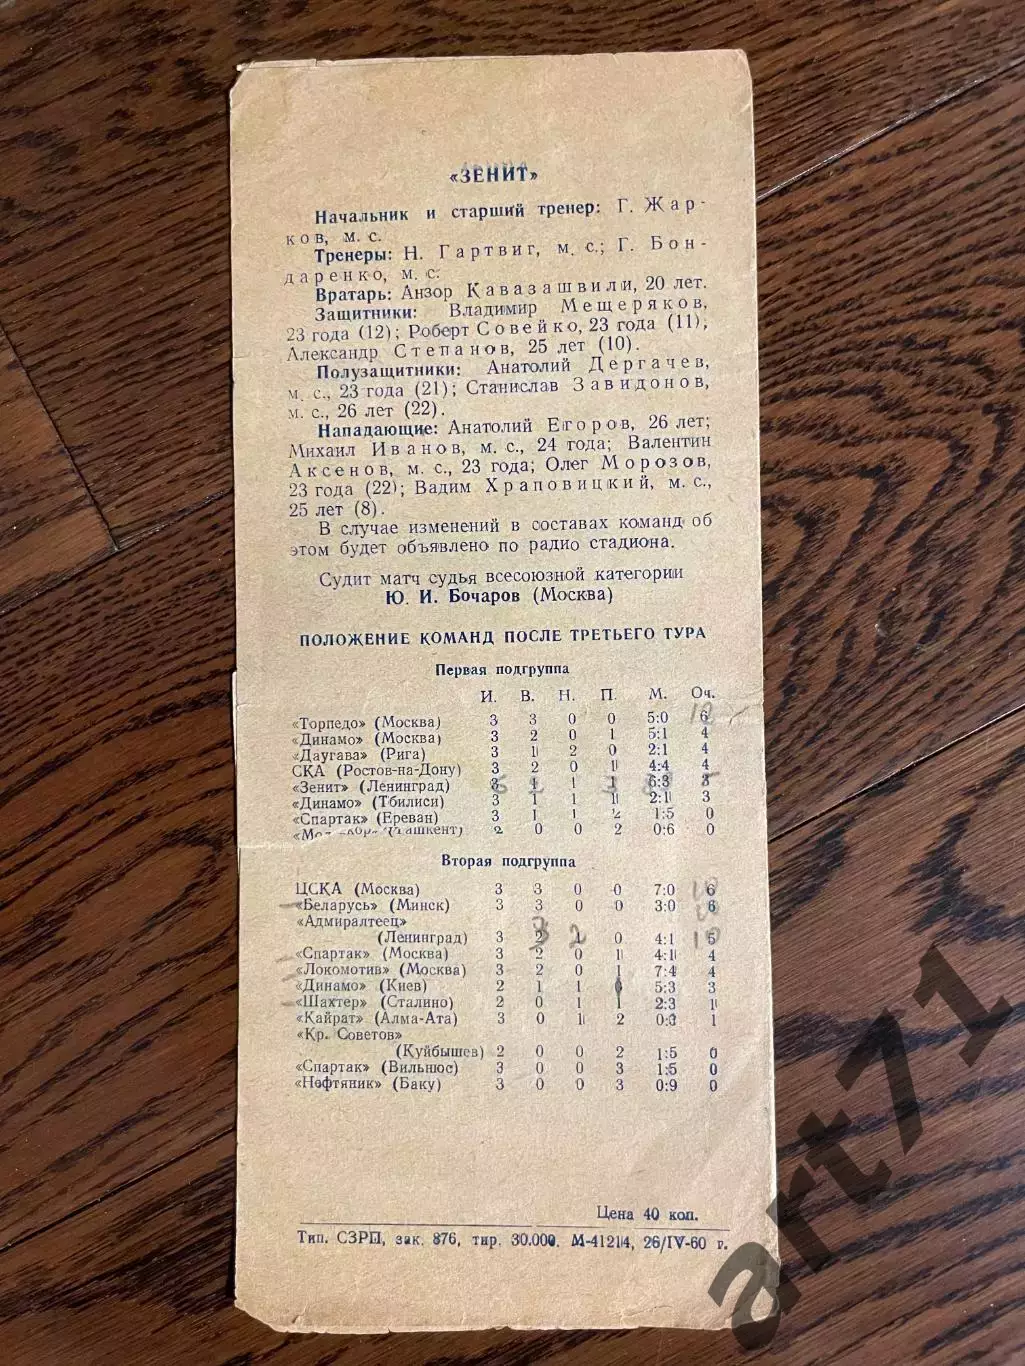 «ЗЕНИТ»
Начальник и старший тренер: Г. Жар-
ков, м. с.
Тренеры: Н. Гартвиг, м. с.; Г. Бон-
даренко, м. с.
Вратарь: Анзор Кавазашвили, 20 лет.
Защитники: Владимир Мещеряков,
23 года (12); Роберт Совейко, 23 года (11),
Александр Степанов, 25 лет (10).
Полузащитники: Анатолий Дергачев,
м. с., 23 года (21); Станислав Завидонов,
м. с., 26 лет (22).
Нападающие: Анатолий Егоров, 26 лет;
Михаил Иванов, м. с., 24 года; Валентин
Аксенов, м. с., 23 года; Олег Морозов,
23 года (22); Вадим Храповицкий, м. с.,
25 лет (8).
В случае изменений в составах команд об
этом будет объявлено по радио стадиона.
Судит матч судья всесоюзной категории
Ю. И. Бочаров (Москва)
ПОЛОЖЕНИЕ КОМАНД ПОСЛЕ ТРЕТЬЕГО ТУРА
Первая подгруппа
И. В. Н. П. М. Оч.
«Торпедо» (Москва) 3 3 0 0 5:0 6
«Динамо» (Москва) 3 2 0 1 5:1 4
«Даугава» (Рига) 3 1 2 0 2:1 4
СКА (Ростов-на-Дону) 3 2 0 1 4:4 4
«Зенит» (Ленинград) 3 1 1 6:3 3
«Динамо» (Тбилиси) 3 1 1 1 2:1 3
«Спартак» (Ереван) 3 1 1 2 1:5 0
(Ташкент) 2 0 0 2 0:6 0
Вторая подгруппа
ЦСКА (Москва) 3 3 0 0 7:0 6
«Беларусь» (Минск) 3 3 0 0 3:0 6
«Адмиралтеец»
(Ленинград) 3 2 0 4:1 5
«Спартак» (Москва) 3 2 0 1 4:1 4
«Локомотив» (Москва) 3 2 0 1 7:4 4
«Динамо» (Киев) 2 1 1 0 5:3 3
«Шахтер» (Сталино) 2 0 1 1 2:3 1
«Кайрат» (Алма-Ата) 3 0 1 2 0:3 1
«Кр. Советов»
(Куйбышев) 2 0 0 2 1:5 0
«Спартак» (Вильнюс) 3 0 0 3 1:5 0
«Нефтяник» (Баку) 3 0 0 3 0:9 0
Цена 40 коп.
Тип. СЗРП, зак. 876, тир. 30.000. М-41214, 26/IV-60 г.
art71